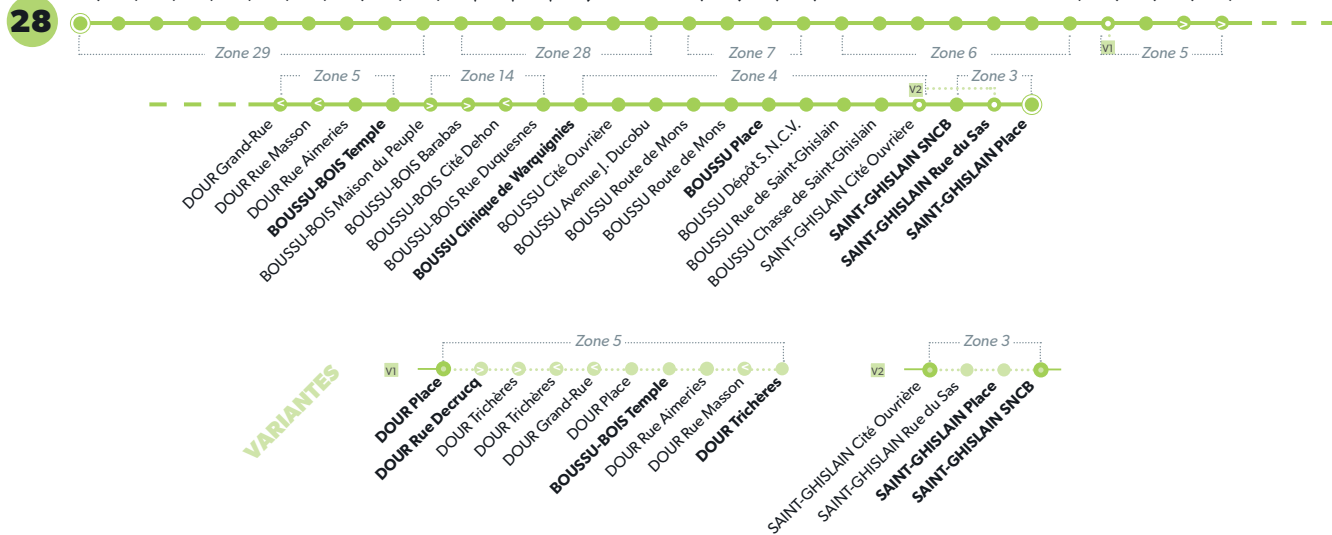 28
Zone 29
Zone 28
Zone 7
Zone 6
V1
Zone 5
Zone 5
Zone 14
Zone 4
V2
Zone 3
DOUR Grand-Rue
DOUR Rue Masson
DOUR Rue Aimeries
BOUSSU-BOIS Temple
BOUSSU-BOIS Maison du Peuple
BOUSSU-BOIS Barabas
BOUSSU-BOIS Cité Dehon
BOUSSU-BOIS Rue Duquesnes
BOUSSU Clinique de Warquignies
BOUSSU Cité Ouvrière
BOUSSU Avenue J. Ducobu
BOUSSU Route de Mons
BOUSSU Route de Mons
BOUSSU Place
BOUSSU Dépôt S. N.C.V.
BOUSSU Rue de Saint-Ghislain
BOUSSU Chasse de Saint-Ghislain
SAINT-GHISLAIN Cité Ouvrière
SAINT-GHISLAIN SNCB
SAINT-GHISLAIN Rue du Sas
SAINT-GHISLAIN Place
VARIANTES
V1
Zone 5
DOUR Place
DOUR Rue Decrucq
DOUR Trichères
DOUR Trichères
DOUR Grand-Rue
DOUR Place
BOUSSU-BOIS Temple
DOUR Rue Aimeries
DOUR Rue Masson
DOUR Trichères
V2
Zone 3
SAINT-GHISLAIN Cité Ouvrière
SAINT-GHISLAIN Rue du Sas
SAINT-GHISLAIN Place
SAINT-GHISLAIN SNCB